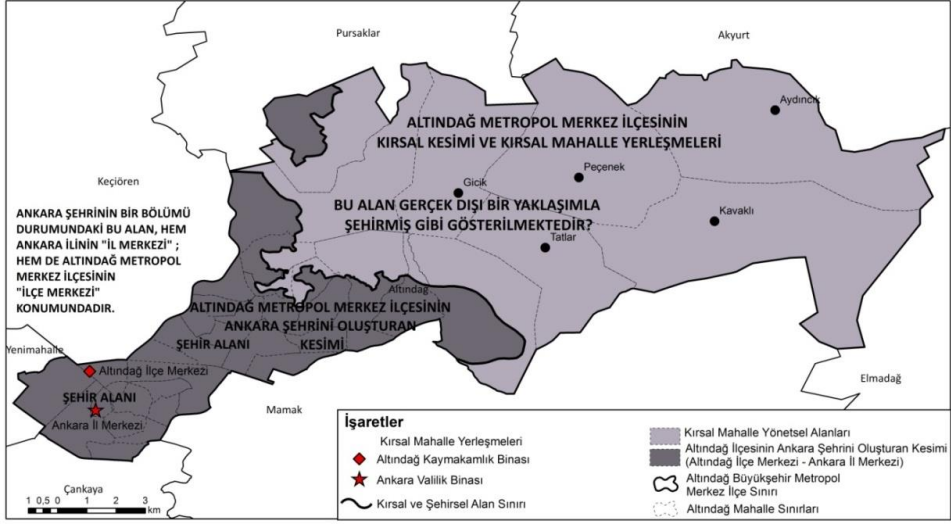 Pursaklar
Akyurt
Aydıncık
ALTINDAĞ METROPOL MERKEZ İLÇESİNİN
KIRSAL KESİMİ VE KIRSAL MAHALLE YERLEŞMELERİ
Peçenek
Keçiören
Gicik
BU ALAN GERÇEK DIŞI BİR YAKLAŞIMLA
ŞEHİRMİŞ GİBİ GÖSTERİLMEKTEDİR?
Kavaklı
Tatlar
ANKARA ŞEHRİNİN BİR BÖLÜMÜ
DURUMUNDAKİ BU ALAN, HEM
ANKARA İLİNİN "İL MERKEZİ" ;
HEM DE ALTINDAĞ METROPOL
MERKEZ İLÇESİNİN
"İLÇE MERKEZİ"
KONUMUNDADIR.
Altındağ
ALTINDAĞ METROPOL MERKEZ İLÇESİNİN
ANKARA ŞEHRİNİ OLUŞTURAN
ŞEHİR ALANI KESİMİ
Yenimahalle
Altındağ İlçe Merkezi
ŞEHİR ALANI
Ankara İl Merkezi
Mamak
Elmadağ
Çankaya
1 0,5 0 1 2 3
km
İşaretler
Kırsal Mahalle Yerleşmeleri
Altındağ Kaymakamlık Binası
Ankara Valilik Binası
Kırsal ve Şehirsel Alan Sınırı
Kırsal Mahalle Yönetsel Alanları
Altındağ İlçesinin Ankara Şehrini Oluşturan Kesimi
(Altındağ İlçe Merkezi - Ankara İl Merkezi)
Altındağ Büyükşehir Metropol
Merkez İlçe Sınırı
Altındağ Mahalle Sınırları